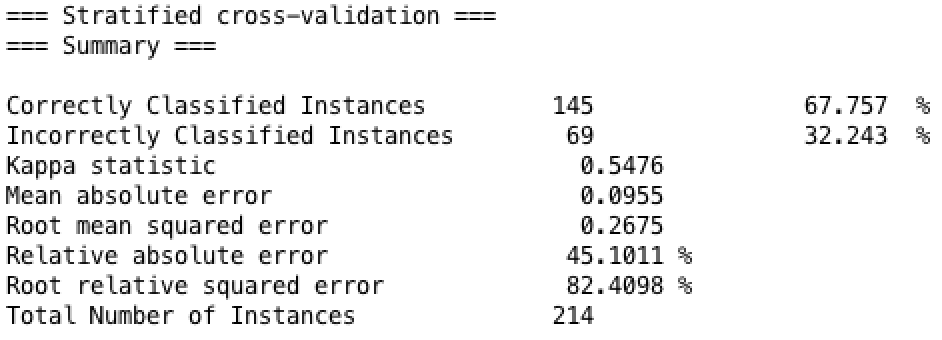 === Stratified cross-validation ===
=== Summary ===
Correctly Classified Instances 145 67.757 %
Incorrectly Classified Instances 69 32.243 %
Kappa statistic 0.5476
Mean absolute error 0.0955
Root mean squared error 0.2675
Relative absolute error 45.1011 %
Root relative squared error 82.4098 %
Total Number of Instances 214